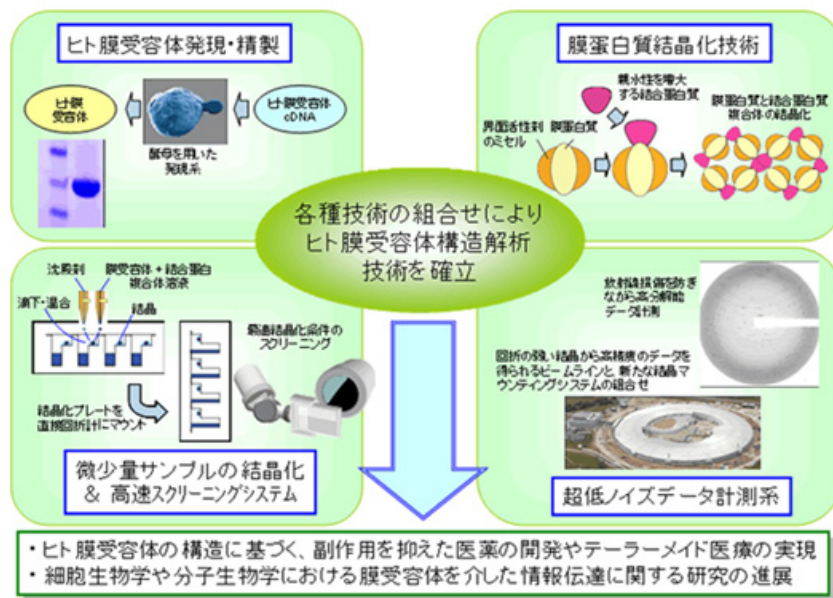 ヒト膜受容体発現・精製
ヒト膜
受容体
ヒト膜受容体
cDNA
酵母を用いた
発現系
膜蛋白質結晶化技術
親水性を増大
する結合蛋白質
界面活性剤
のミセル
膜蛋白質
膜蛋白質と結合蛋白質
複合体の結晶化
各種技術の組合せにより
ヒト膜受容体構造解析
技術を確立
沈殿剤
膜受容体+結合蛋白
複合体溶液
滴下・混合
結晶
最適結晶化条件の
スクリーニング
結晶化プレートを
直接回折計にマウント
微少量サンプルの結晶化
& 高速スクリーニングシステム
放射線損傷を防ぎ
ながら高分解能
データ計測
回折の強い結晶から高精度のデータを
得られるビームラインと、新たな結晶マ
ウンティングシステムの組合せ
超低ノイズデータ計測系
・ヒト膜受容体の構造に基づく、副作用を抑えた医薬の開発やテーラーメイド医療の実現
・細胞生物学や分子生物学における膜受容体を介した情報伝達に関する研究の進展